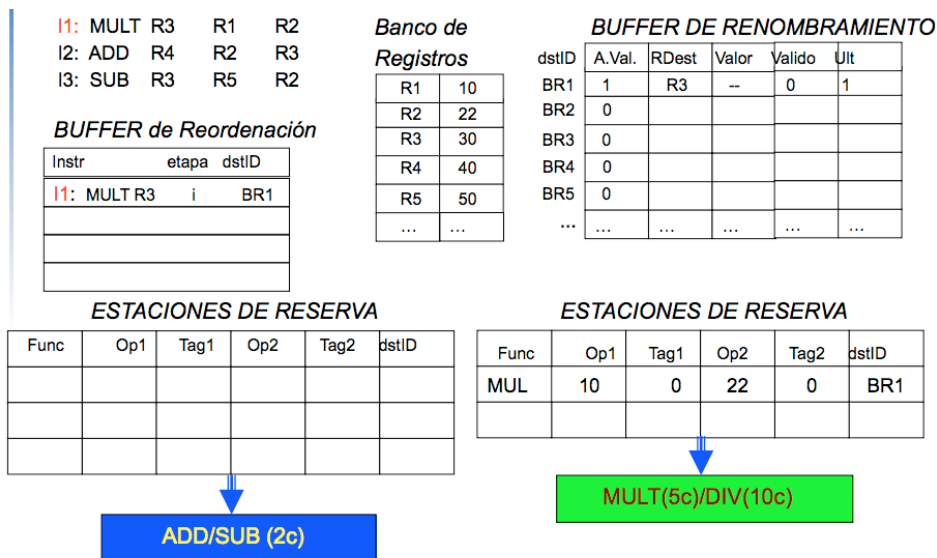 I1: MULT R3 R1 R2
I2: ADD R4 R2 R3
I3: SUB R3 R5 R2
BUFFER de Reordenación
Instr etapa dstID
I1: MULT R3 i BR1
Banco de
Registros
R1 10
R2 22
R3 30
R4 40
R5 50
... ...
BUFFER DE RENOMBRAMIENTO
dstID A.Val. RDest Valor Valido Ult
BR1 1 R3 -- 0 1
BR2 0
BR3 0
BR4 0
BR5 0
... ... ... ... ... ...
ESTACIONES DE RESERVA
Func Op1 Tag1 Op2 Tag2 dstID
ADD/SUB (2c)
ESTACIONES DE RESERVA
Func Op1 Tag1 Op2 Tag2 dstID
MUL 10 0 22 0 BR1
MULT(5c)/DIV(10c)